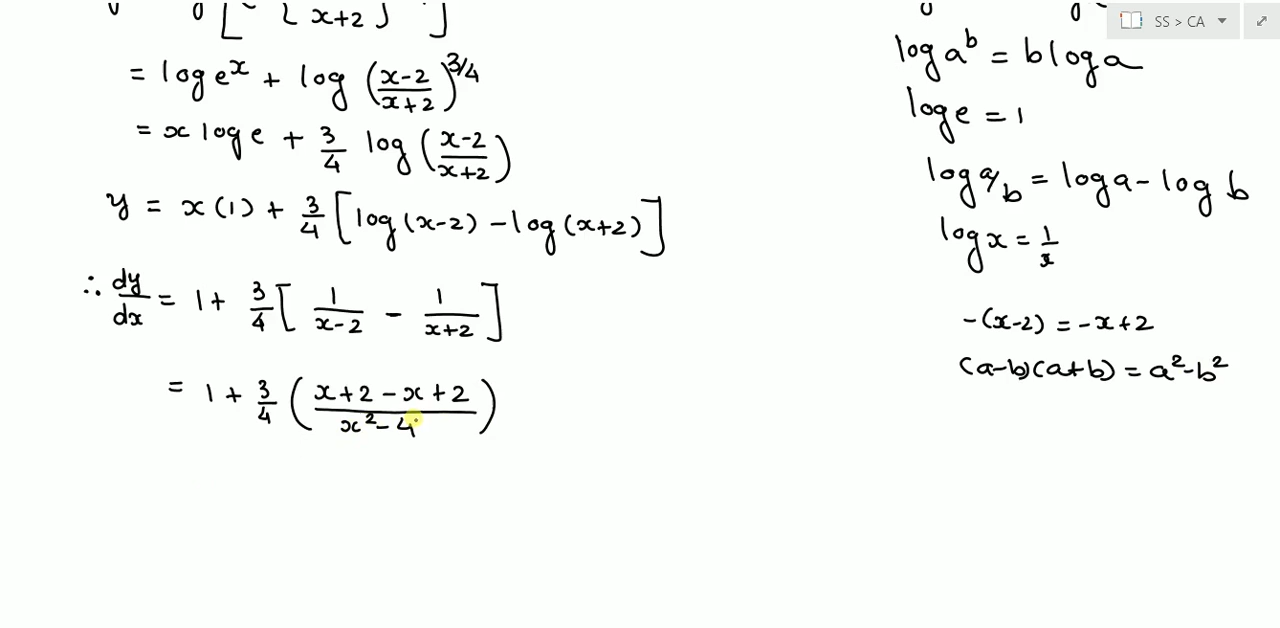 y = log [ { x+2 } ]
= log e^x + log ((x-2)/(x+2))^3/4
= x log e + 3/4 log ((x-2)/(x+2))
y = x(1) + 3/4 [log(x-2) - log(x+2)]
∴ dy/dx = 1 + 3/4 [ 1/(x-2) - 1/(x+2) ]
= 1 + 3/4 ( (x+2-x+2)/(x²-4) )
SS > CA
log a^b = b log a
log e = 1
log a/b = log a - log b
log x = 1/x
-(x-2) = -x+2
(a-b)(a+b) = a²-b²